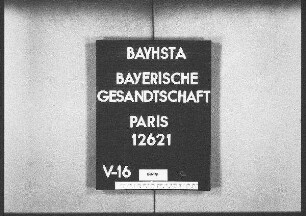 BAYHSTA
BAYERISCHE
GESANDTSCHAFT
PARIS
12621
V-16